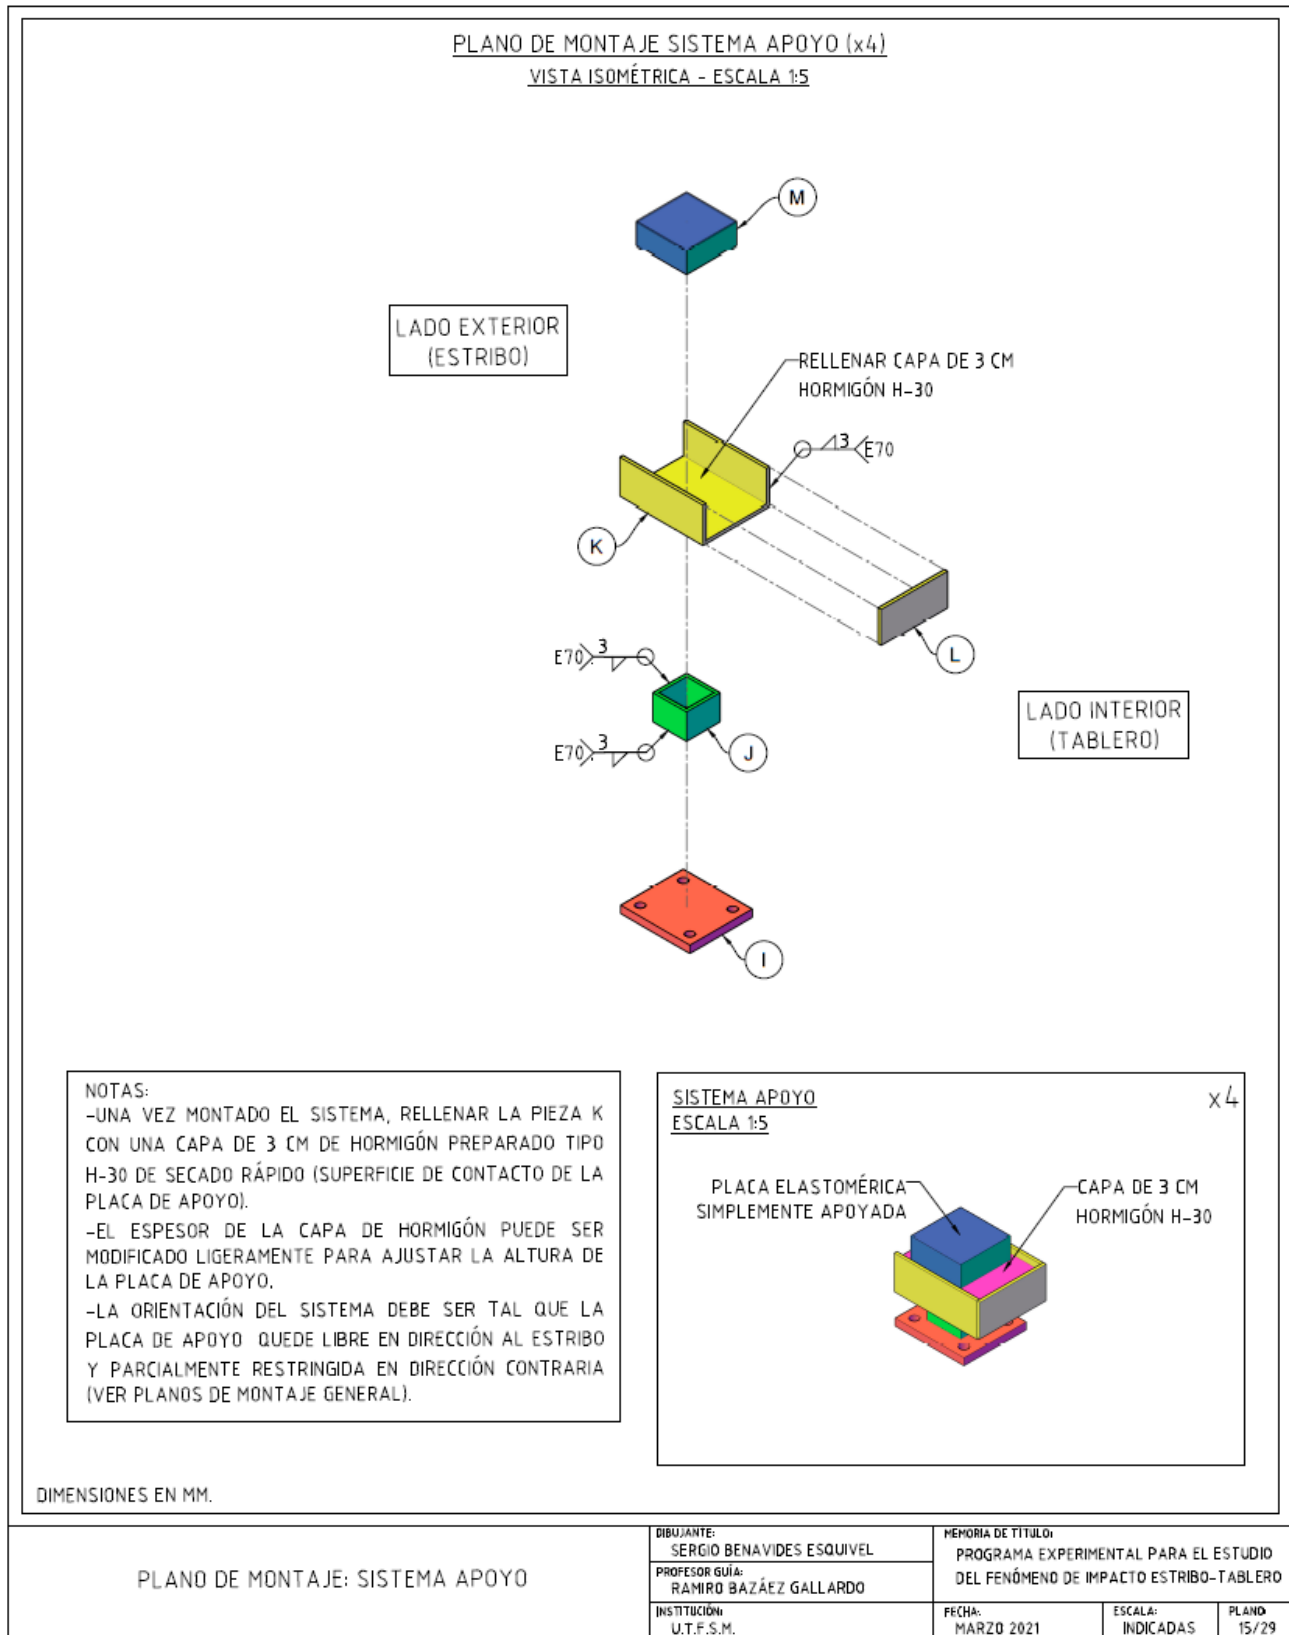 PLANO DE MONTAJE SISTEMA APOYO (x4)
VISTA ISOMÉTRICA - ESCALA 1:5
M
LADO EXTERIOR
(ESTRIBO)
RELLENAR CAPA DE 3 CM
HORMIGÓN H-30
3
E70
K
L
E70
3
LADO INTERIOR
(TABLERO)
E70
3
J
I
NOTAS:
-UNA VEZ MONTADO EL SISTEMA, RELLENAR LA PIEZA K
CON UNA CAPA DE 3 CM DE HORMIGÓN PREPARADO TIPO
H-30 DE SECADO RÁPIDO (SUPERFICIE DE CONTACTO DE LA
PLACA DE APOYO).
-EL ESPESOR DE LA CAPA DE HORMIGÓN PUEDE SER
MODIFICADO LIGERAMENTE PARA AJUSTAR LA ALTURA DE
LA PLACA DE APOYO.
-LA ORIENTACIÓN DEL SISTEMA DEBE SER TAL QUE LA
PLACA DE APOYO QUEDE LIBRE EN DIRECCIÓN AL ESTRIBO
Y PARCIALMENTE RESTRINGIDA EN DIRECCIÓN CONTRARIA
(VER PLANOS DE MONTAJE GENERAL).
SISTEMA APOYO
ESCALA 1:5
x4
PLACA ELASTOMÉRICA
SIMPLEMENTE APOYADA
CAPA DE 3 CM
HORMIGÓN H-30
DIMENSIONES EN MM.
PLANO DE MONTAJE: SISTEMA APOYO
DIBUJANTE:
SERGIO BENAVIDES ESQUIVEL
PROFESOR GUÍA:
RAMIRO BAZÁEZ GALLARDO
INSTITUCIÓN:
U.T.F.S.M.
MEMORIA DE TÍTULO:
PROGRAMA EXPERIMENTAL PARA EL ESTUDIO
DEL FENÓMENO DE IMPACTO ESTRIBO-TABLERO
FECHA:
MARZO 2021
ESCALA:
INDICADAS
PLANO
15/29